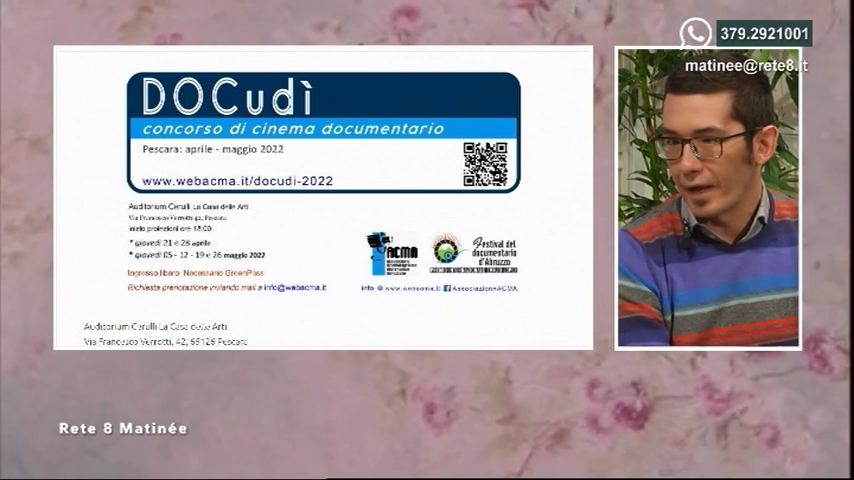 379.2921001
matinee@rete8.it
DOCudì
concorso di cinema documentario
Pescara: aprile - maggio 2022
www.webacma.it/docudi-2022
Auditorium Cerulli La Casa delle Arti
Via Francesco Verrotti 42, Pescara
inizio proiezioni ore 18:00
* giovedì 21 e 28 aprile
* giovedì 05 - 12 - 19 e 26 maggio 2022
Ingresso libero. Necessario GreenPass
Richiesta prenotazione inviando mail a info@webacma.it
ACMA
Festival del
documentario
d'Abruzzo
info @ www.webacma.it AssociazioneACMA
Auditorium Cerulli La Casa delle Arti
Via Francesco Verrotti, 42, 65126 Pescara
Rete 8 Matinée